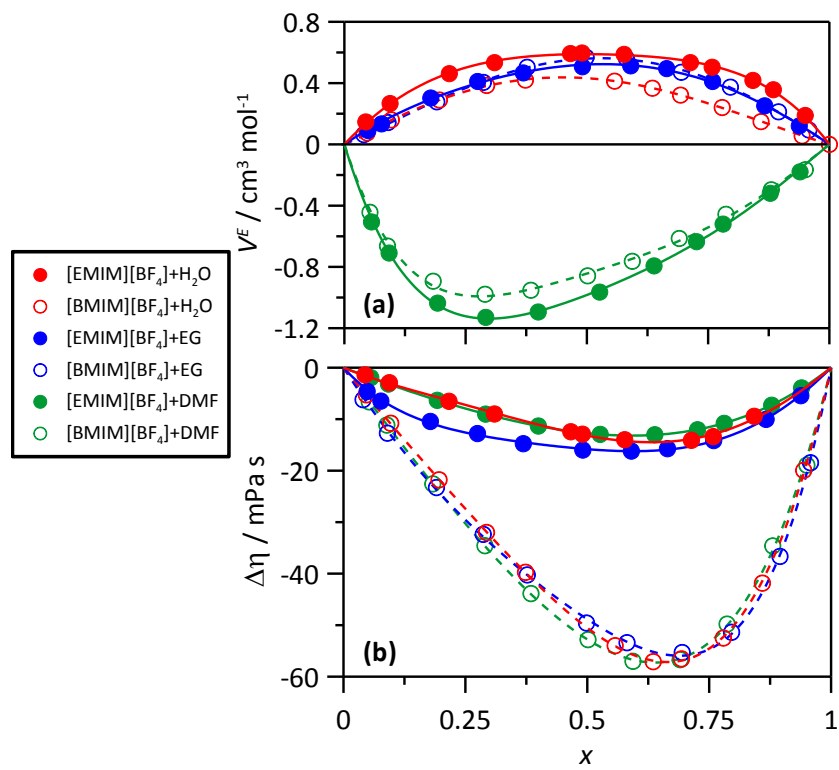 0.8
0.4
0
-0.4
-0.8
-1.2
V^E / cm³ mol⁻¹
(a)
[EMIM][BF₄]+H₂O
[BMIM][BF₄]+H₂O
[EMIM][BF₄]+EG
[BMIM][BF₄]+EG
[EMIM][BF₄]+DMF
[BMIM][BF₄]+DMF
0
-20
-40
-60
Δη / mPa s
(b)
0 0.25 0.5 0.75 1
x